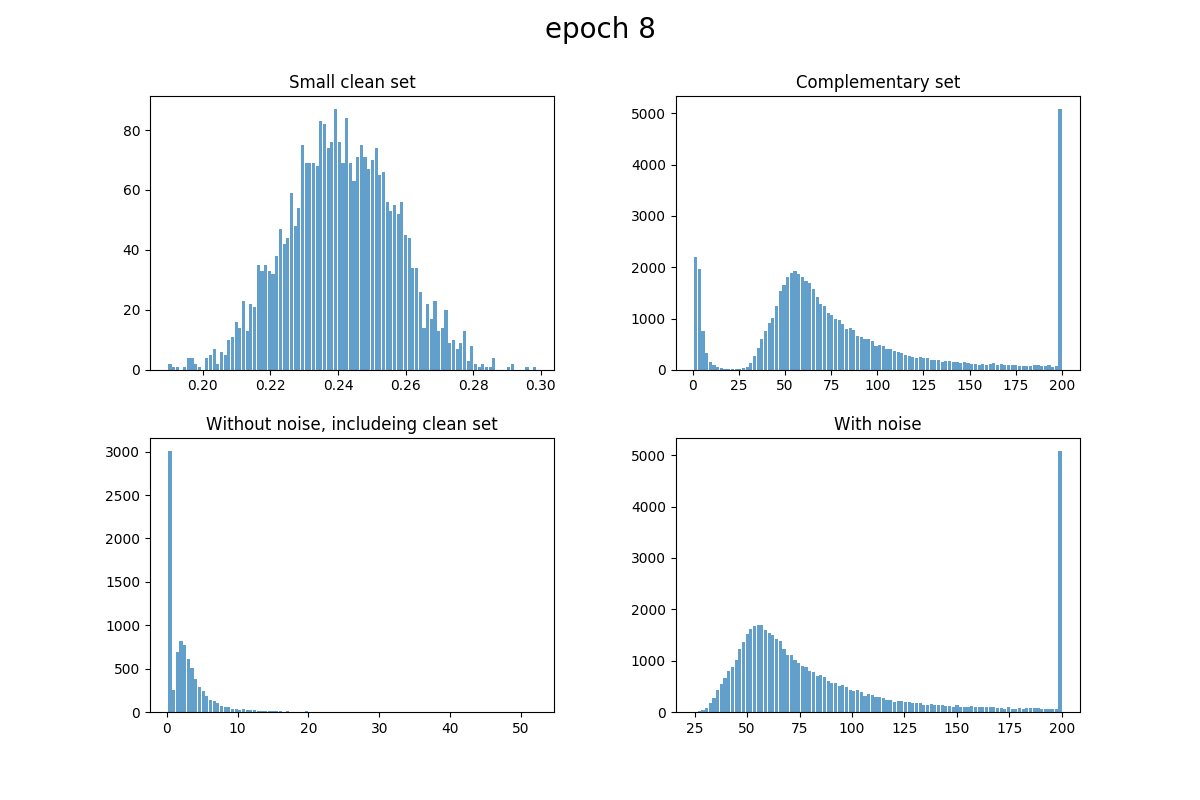 epoch 8
Small clean set
80
60
40
20
0
0.20 0.22 0.24 0.26 0.28 0.30
Complementary set
5000
4000
3000
2000
1000
0
0 25 50 75 100 125 150 175 200
Without noise, includeing clean set
3000
2500
2000
1500
1000
500
0
0 10 20 30 40 50
With noise
5000
4000
3000
2000
1000
0
25 50 75 100 125 150 175 200